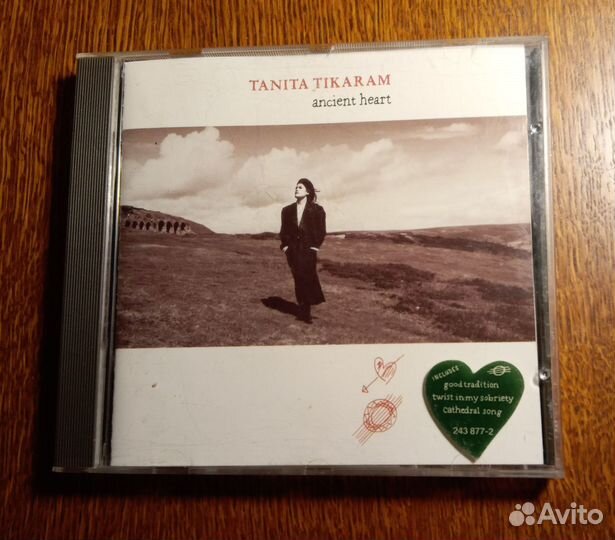 TANITA TIKARAM
ancient heart
INCLUDES
good tradition
twist in my sobriety
cathedral song
243 877-2
Avito